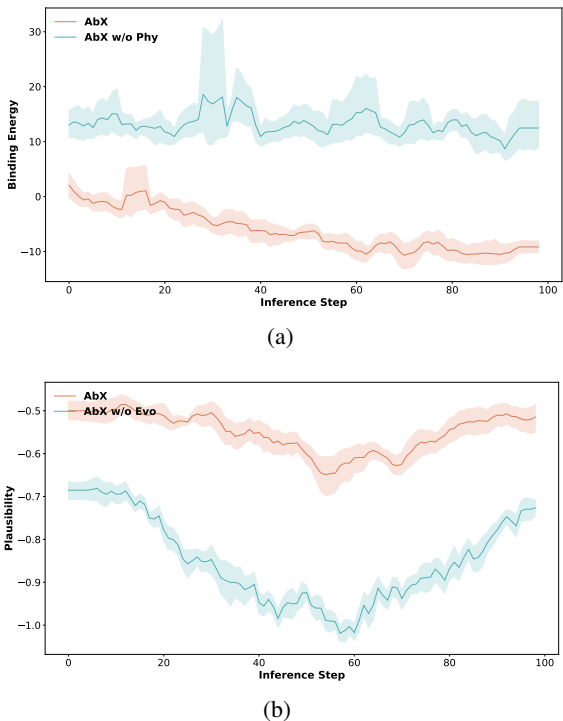 AbX
AbX w/o Phy
30
20
10
0
−10
Binding Energy
0 20 40 60 80 100
Inference Step
(a)
AbX
AbX w/o Evo
−0.5
−0.6
−0.7
−0.8
−0.9
−1.0
Plausibility
0 20 40 60 80 100
Inference Step
(b)